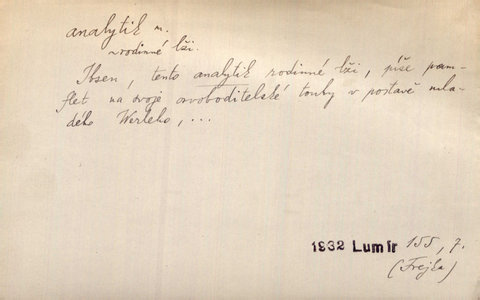 analytik m.
~ rodinné lži.
Ibsen, tento analytik rodinné lži, píše pam-
flet na svoje osvoboditelské touhy v postavě mla-
dého Werleho, ...
1932 Lumír 155, 7.
(Frejka)